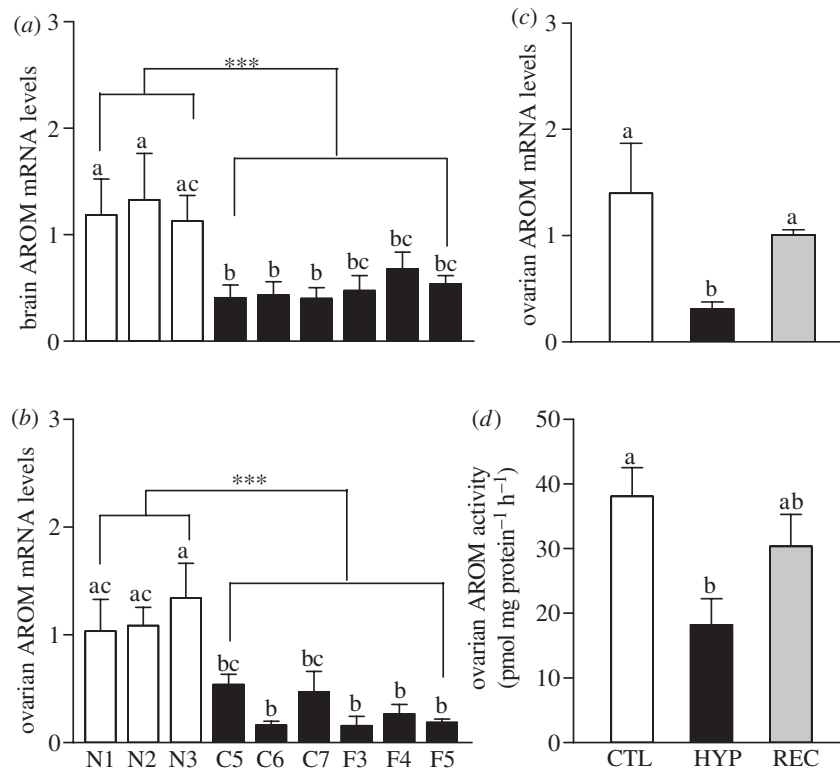 (a)
brain AROM mRNA levels
3
2
1
0
***
a
a
ac
b
b
b
bc
bc
bc
(b)
ovarian AROM mRNA levels
3
2
1
0
***
ac
ac
a
bc
b
bc
b
b
b
N1 N2 N3 C5 C6 C7 F3 F4 F5
(c)
ovarian AROM mRNA levels
3
2
1
0
a
b
a
(d)
ovarian AROM activity
(pmol mg protein⁻¹ h⁻¹)
50
40
30
20
10
0
a
b
ab
CTL HYP REC